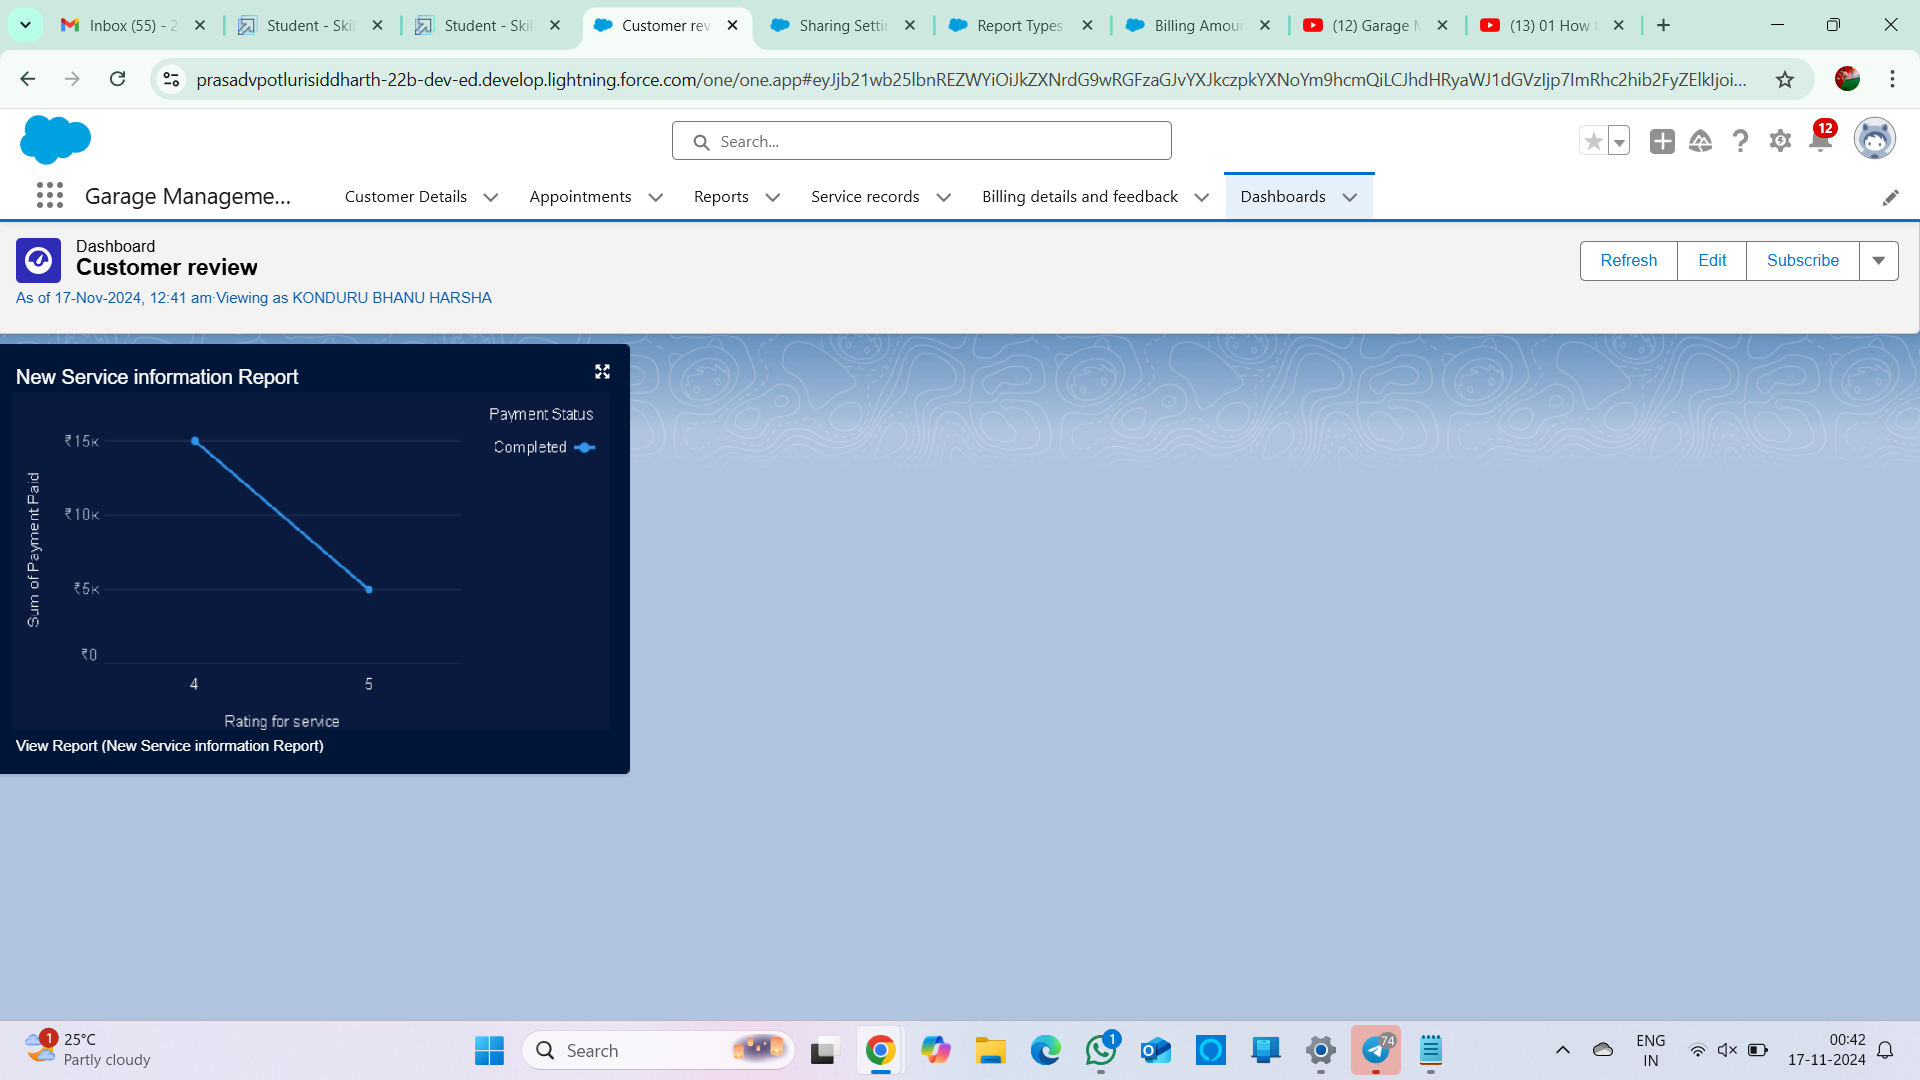 Inbox (55) - 2
Student - Skil
Student - Skil
Customer rev
Sharing Settin
Report Types
Billing Amoun
(12) Garage M
(13) 01 How t
prasadvpotlurisiddharth-22b-dev-ed.develop.lightning.force.com/one/one.app#eyJjb21wb25lbnREZWYiOiJkZXNrdG9wRGFzaGJvYXJkczpkYXNoYm9hcmQiLCJhdHRyaWJ1dGVzIjp7ImRhc2hib2FyZElkIjoi...
Search...
12
Garage Manageme...
Customer Details
Appointments
Reports
Service records
Billing details and feedback
Dashboards
Dashboard
Customer review
As of 17-Nov-2024, 12:41 am·Viewing as KONDURU BHANU HARSHA
Refresh
Edit
Subscribe
New Service information Report
Payment Status
Completed
Sum of Payment Paid
₹15K
₹10K
₹5K
₹0
4
5
Rating for service
View Report (New Service information Report)
1
25°C
Partly cloudy
Search
1
74
ENG
IN
00:42
17-11-2024